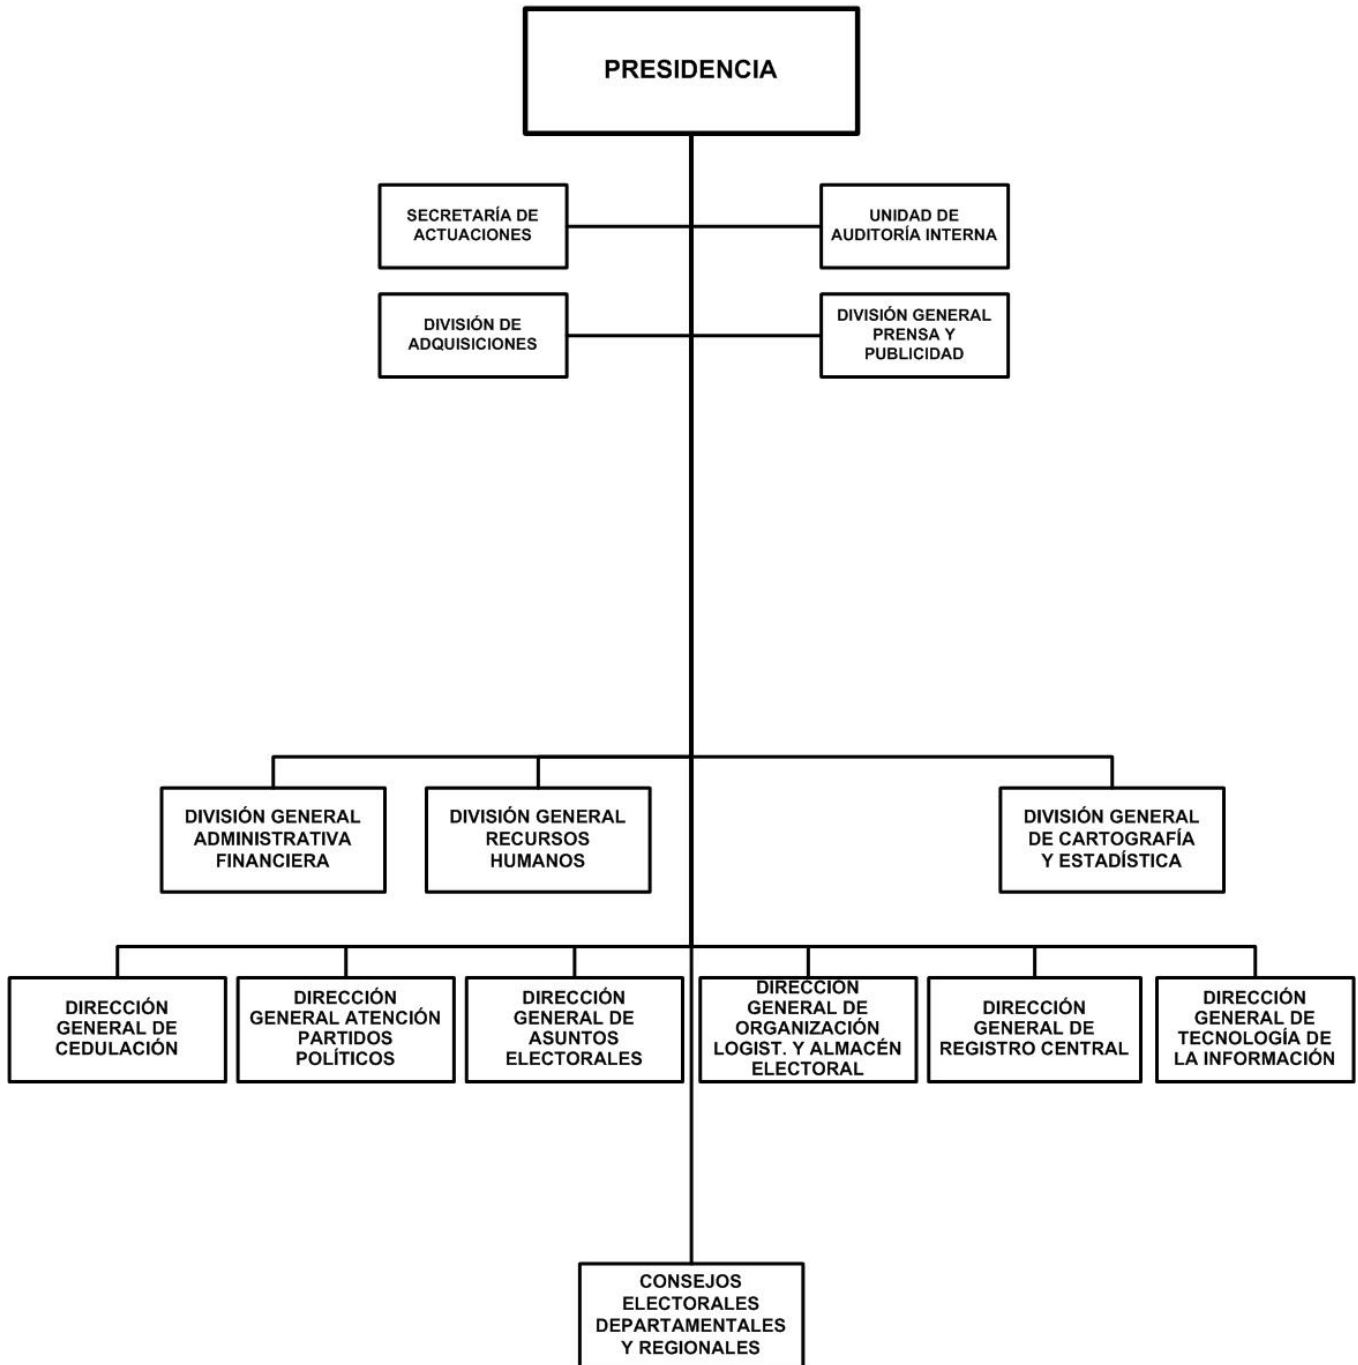 PRESIDENCIA
SECRETARÍA DE
ACTUACIONES
UNIDAD DE
AUDITORÍA INTERNA
DIVISIÓN DE
ADQUISICIONES
DIVISIÓN GENERAL
PRENSA Y
PUBLICIDAD
DIVISIÓN GENERAL
ADMINISTRATIVA
FINANCIERA
DIVISIÓN GENERAL
RECURSOS
HUMANOS
DIVISIÓN GENERAL
DE CARTOGRAFÍA
Y ESTADÍSTICA
DIRECCIÓN
GENERAL DE
CEDULACIÓN
DIRECCIÓN
GENERAL ATENCIÓN
PARTIDOS
POLÍTICOS
DIRECCIÓN
GENERAL DE
ASUNTOS
ELECTORALES
DIRECCIÓN
GENERAL DE
ORGANIZACIÓN
LOGIST. Y ALMACÉN
ELECTORAL
DIRECCIÓN
GENERAL DE
REGISTRO CENTRAL
DIRECCIÓN
GENERAL DE
TECNOLOGÍA DE
LA INFORMACIÓN
CONSEJOS
ELECTORALES
DEPARTAMENTALES
Y REGIONALES